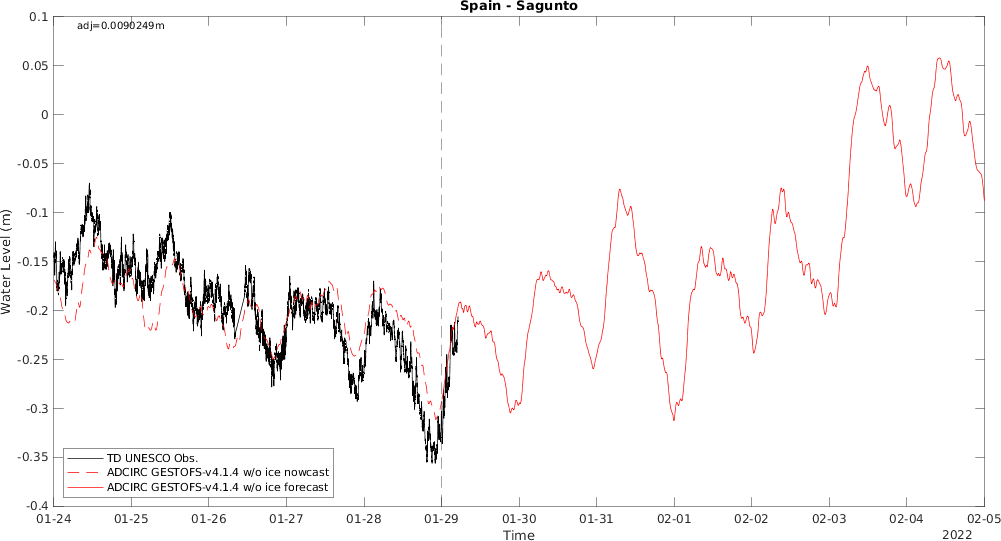 Spain - Sagunto
adj=0.0090249m
0.1
0.05
0
-0.05
-0.1
-0.15
-0.2
-0.25
-0.3
-0.35
-0.4
Water Level (m)
TD UNESCO Obs.
ADCIRC GESTOFS-v4.1.4 w/o ice nowcast
ADCIRC GESTOFS-v4.1.4 w/o ice forecast
01-24 01-25 01-26 01-27 01-28 01-29 01-30 01-31 02-01 02-02 02-03 02-04 02-05
Time
2022